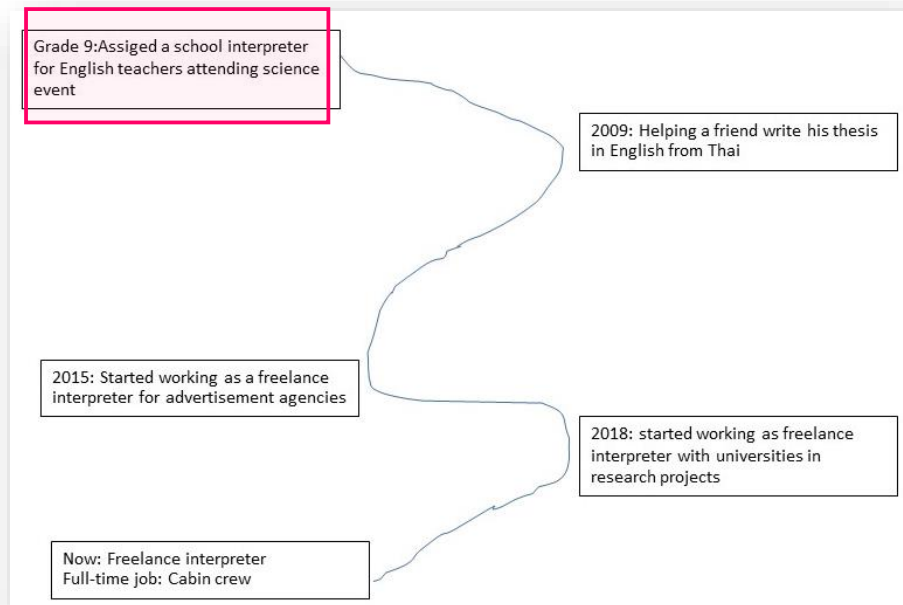 Grade 9:Assiged a school interpreter
for English teachers attending science
event
2009: Helping a friend write his thesis
in English from Thai
2015: Started working as a freelance
interpreter for advertisement agencies
2018: started working as freelance
interpreter with universities in
research projects
Now: Freelance interpreter
Full-time job: Cabin crew